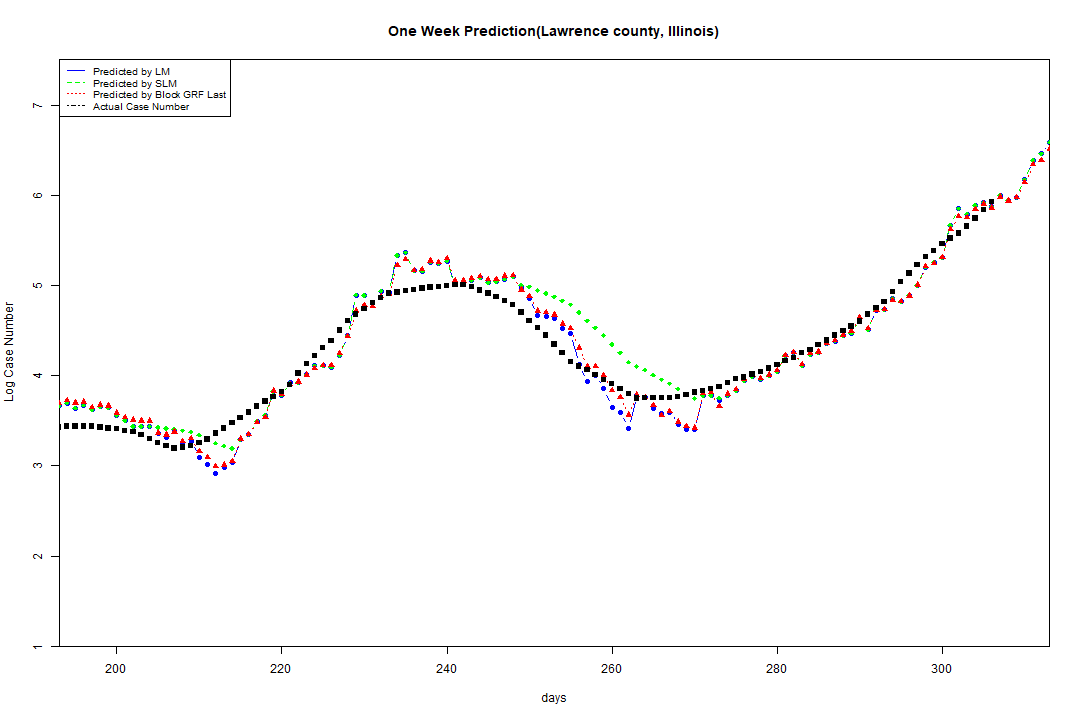 One Week Prediction(Lawrence county, Illinois)
Predicted by LM
Predicted by SLM
Predicted by Block GRF Last
Actual Case Number
7
6
5
4
3
2
1
Log Case Number
200 220 240 260 280 300
days